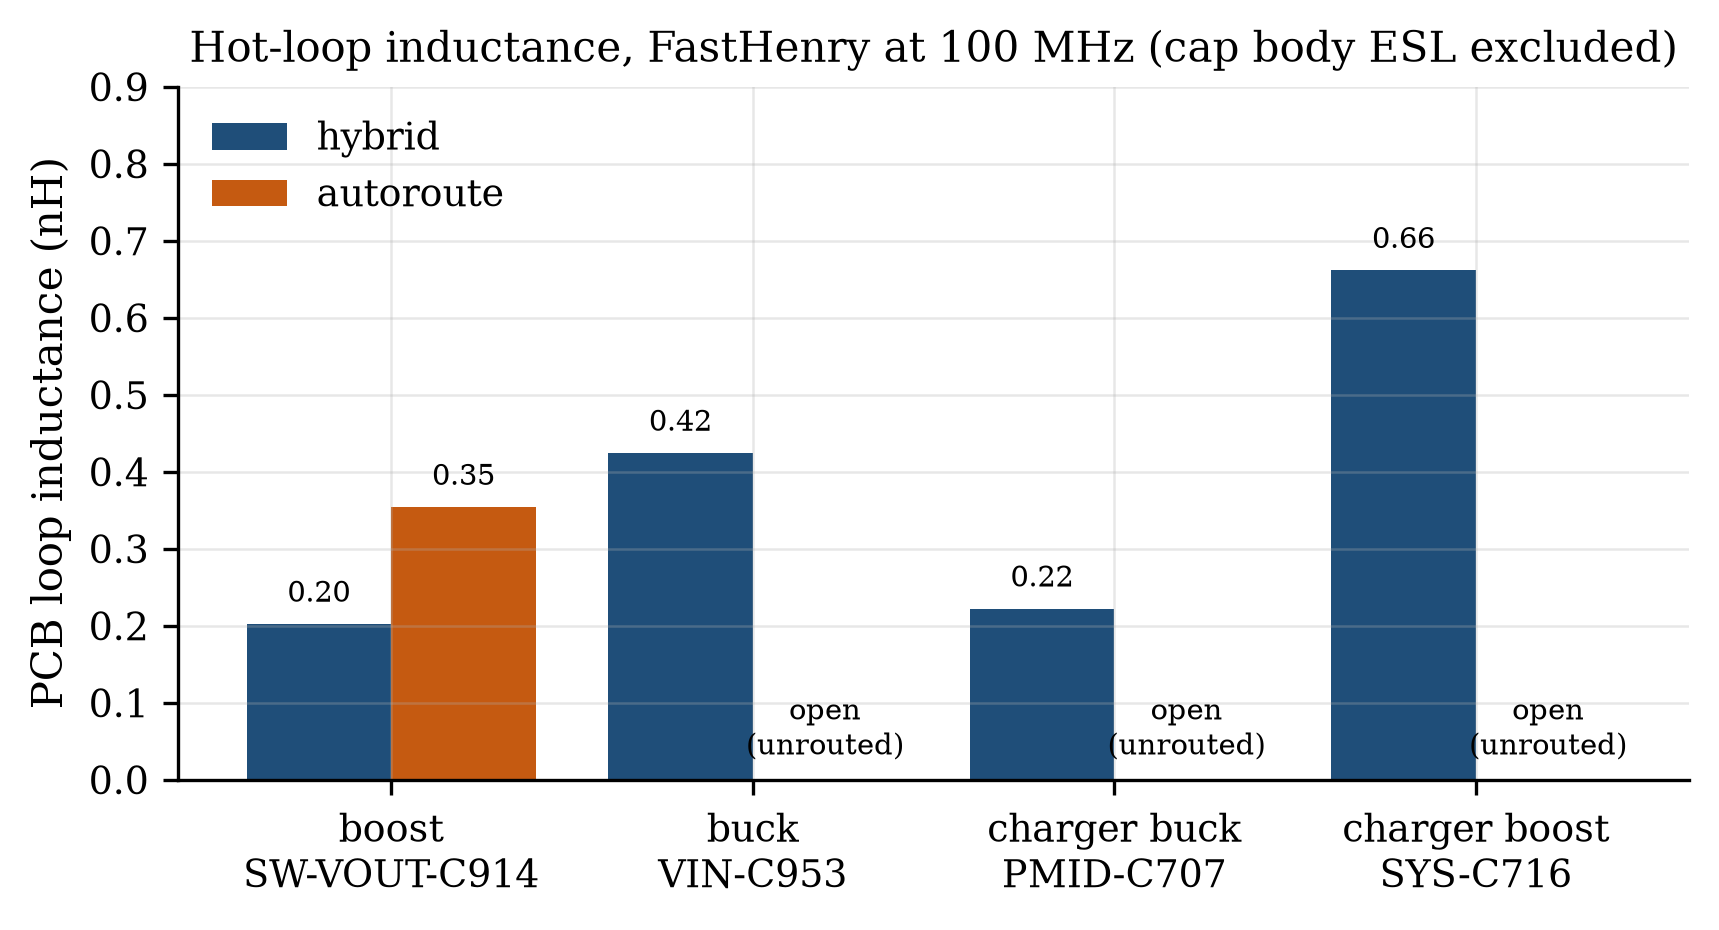 Hot-loop inductance, FastHenry at 100 MHz (cap body ESL excluded)
PCB loop inductance (nH)
0.9
0.8
0.7
0.6
0.5
0.4
0.3
0.2
0.1
0.0
hybrid
autoroute
0.20
0.35
0.42
open
(unrouted)
0.22
open
(unrouted)
0.66
open
(unrouted)
boost
SW-VOUT-C914
buck
VIN-C953
charger buck
PMID-C707
charger boost
SYS-C716